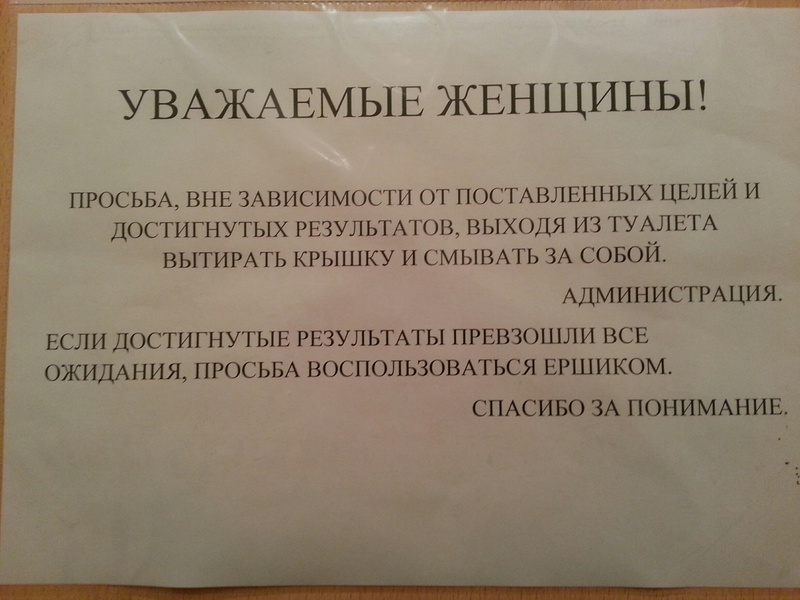 УВАЖАЕМЫЕ ЖЕНЩИНЫ!
ПРОСЬБА, ВНЕ ЗАВИСИМОСТИ ОТ ПОСТАВЛЕННЫХ ЦЕЛЕЙ И
ДОСТИГНУТЫХ РЕЗУЛЬТАТОВ, ВЫХОДЯ ИЗ ТУАЛЕТА
ВЫТИРАТЬ КРЫШКУ И СМЫВАТЬ ЗА СОБОЙ.
АДМИНИСТРАЦИЯ.
ЕСЛИ ДОСТИГНУТЫЕ РЕЗУЛЬТАТЫ ПРЕВЗОШЛИ ВСЕ
ОЖИДАНИЯ, ПРОСЬБА ВОСПОЛЬЗОВАТЬСЯ ЕРШИКОМ.
СПАСИБО ЗА ПОНИМАНИЕ.